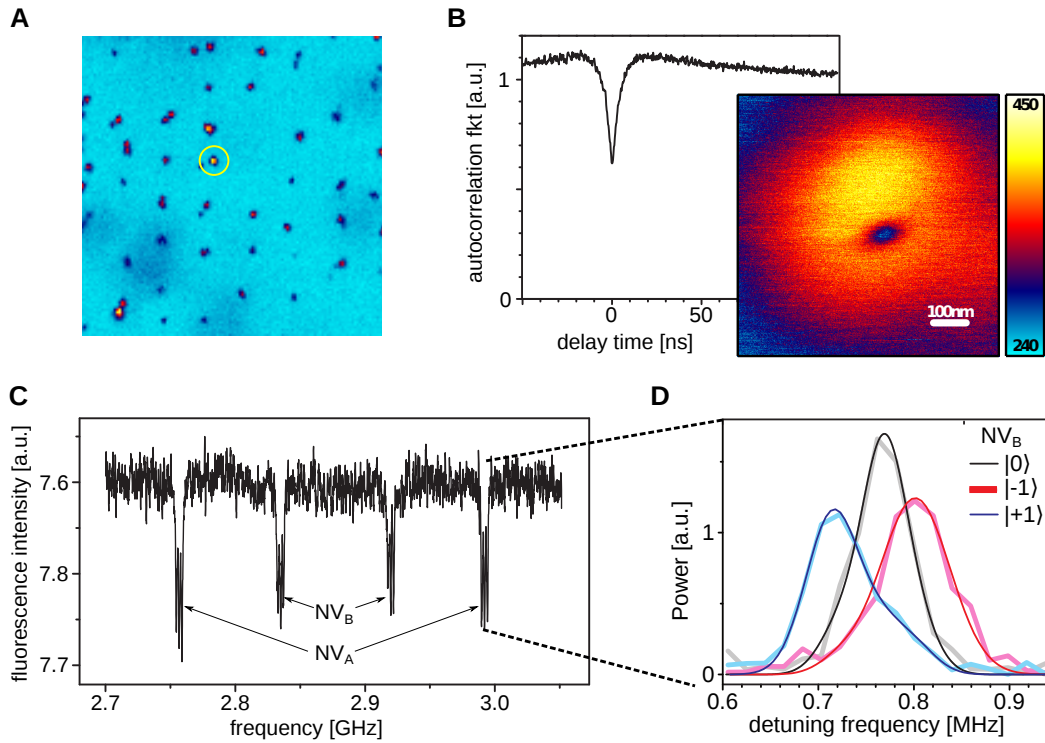 A
B
autocorrelation fkt [a.u.]
1
0
0
50
delay time [ns]
450
240
100nm
C
fluorescence intensity [a.u.]
7.6
7.8
7.7
NV_B
NV_A
2.7
2.8
2.9
3.0
frequency [GHz]
D
Power [a.u.]
1
0
NV_B
|0⟩
|-1⟩
|+1⟩
0.6
0.7
0.8
0.9
detuning frequency [MHz]